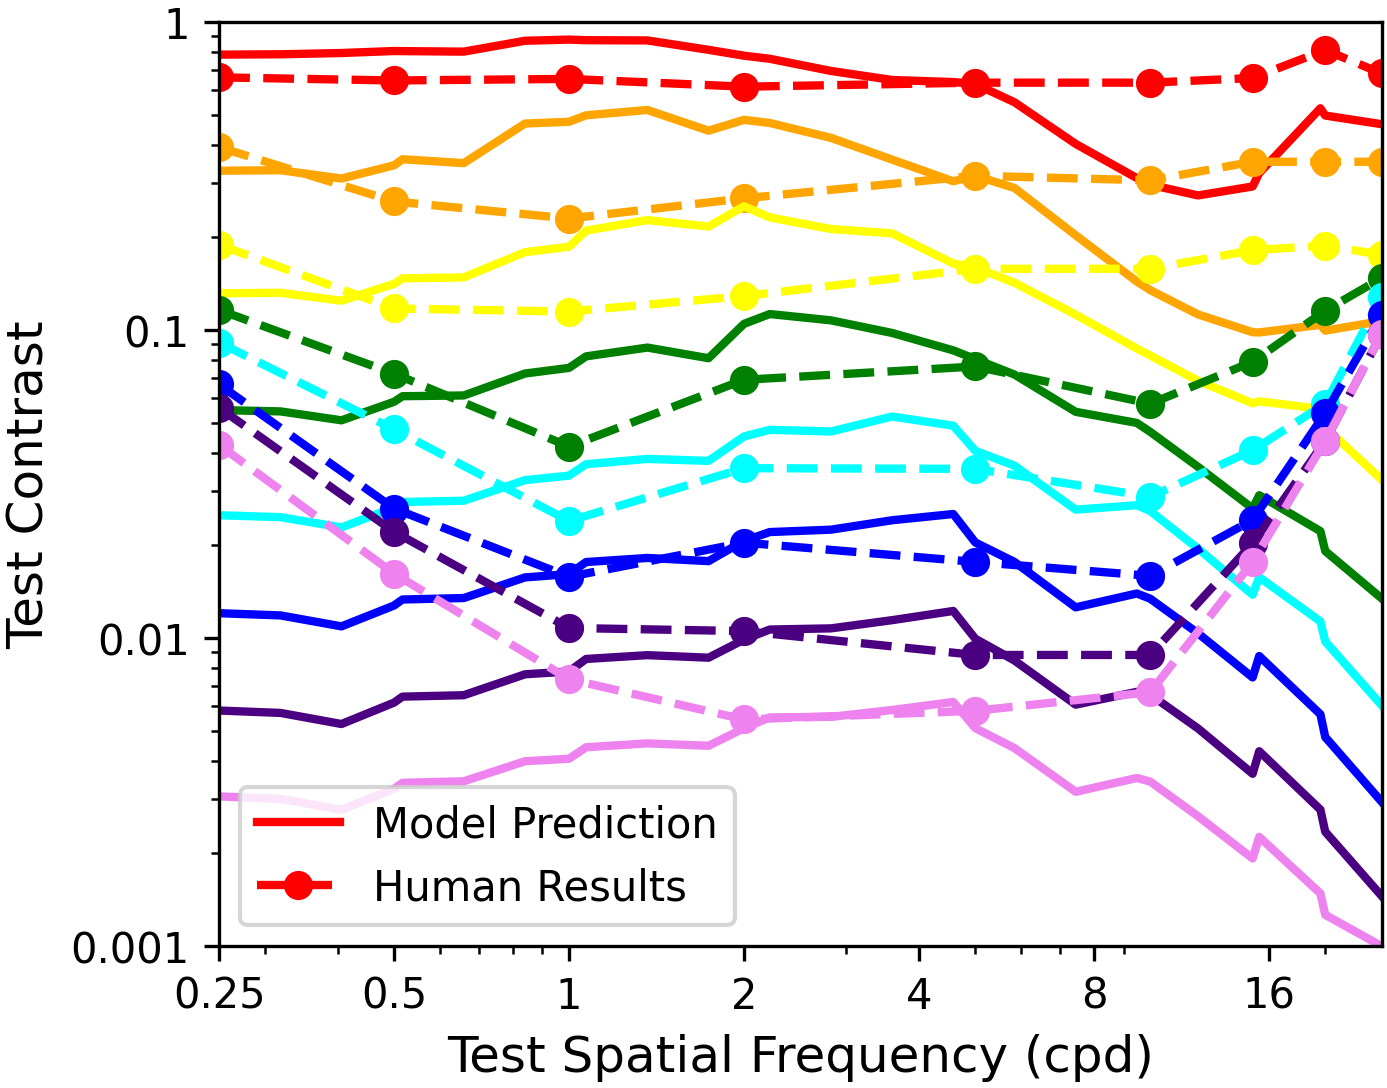 1
0.1
0.01
0.001
Test Contrast
Model Prediction
Human Results
0.25 0.5 1 2 4 8 16
Test Spatial Frequency (cpd)